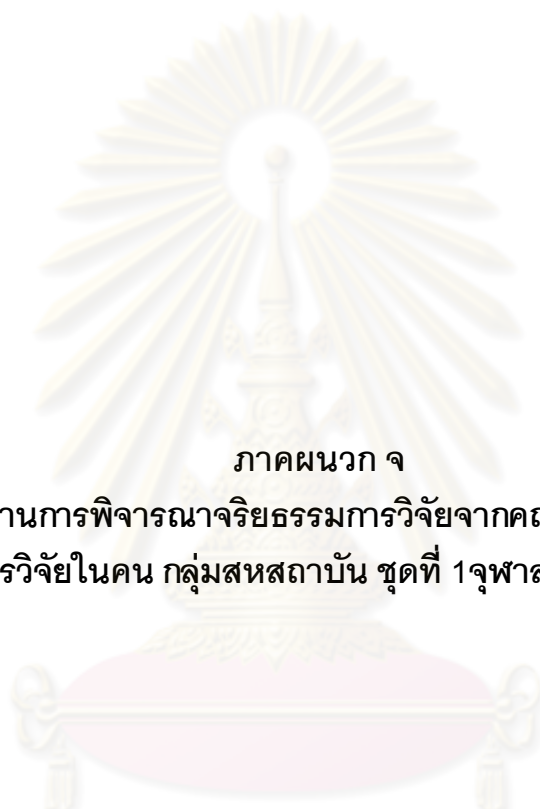 ภาคผนวก จ
านการพิจารณาจริยธรรมการวิจัยจากคณ
รวิจัยในคน กลุ่มสหสถาบัน ชุดที่ 1จุฬาล